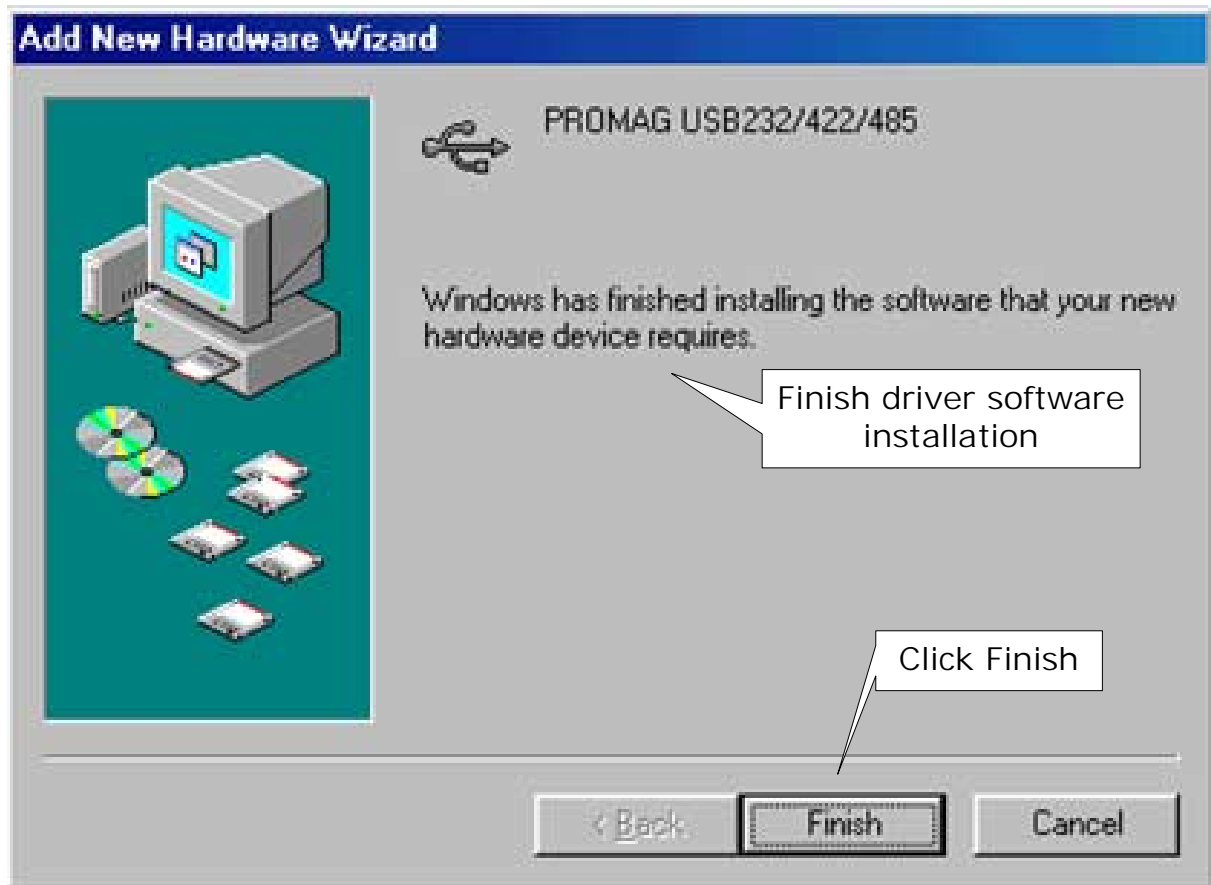 Add New Hardware Wizard
PROMAG USB232/422/485
Windows has finished installing the software that your new
hardware device requires.
Finish driver software
installation
Click Finish
< Back
Finish
Cancel